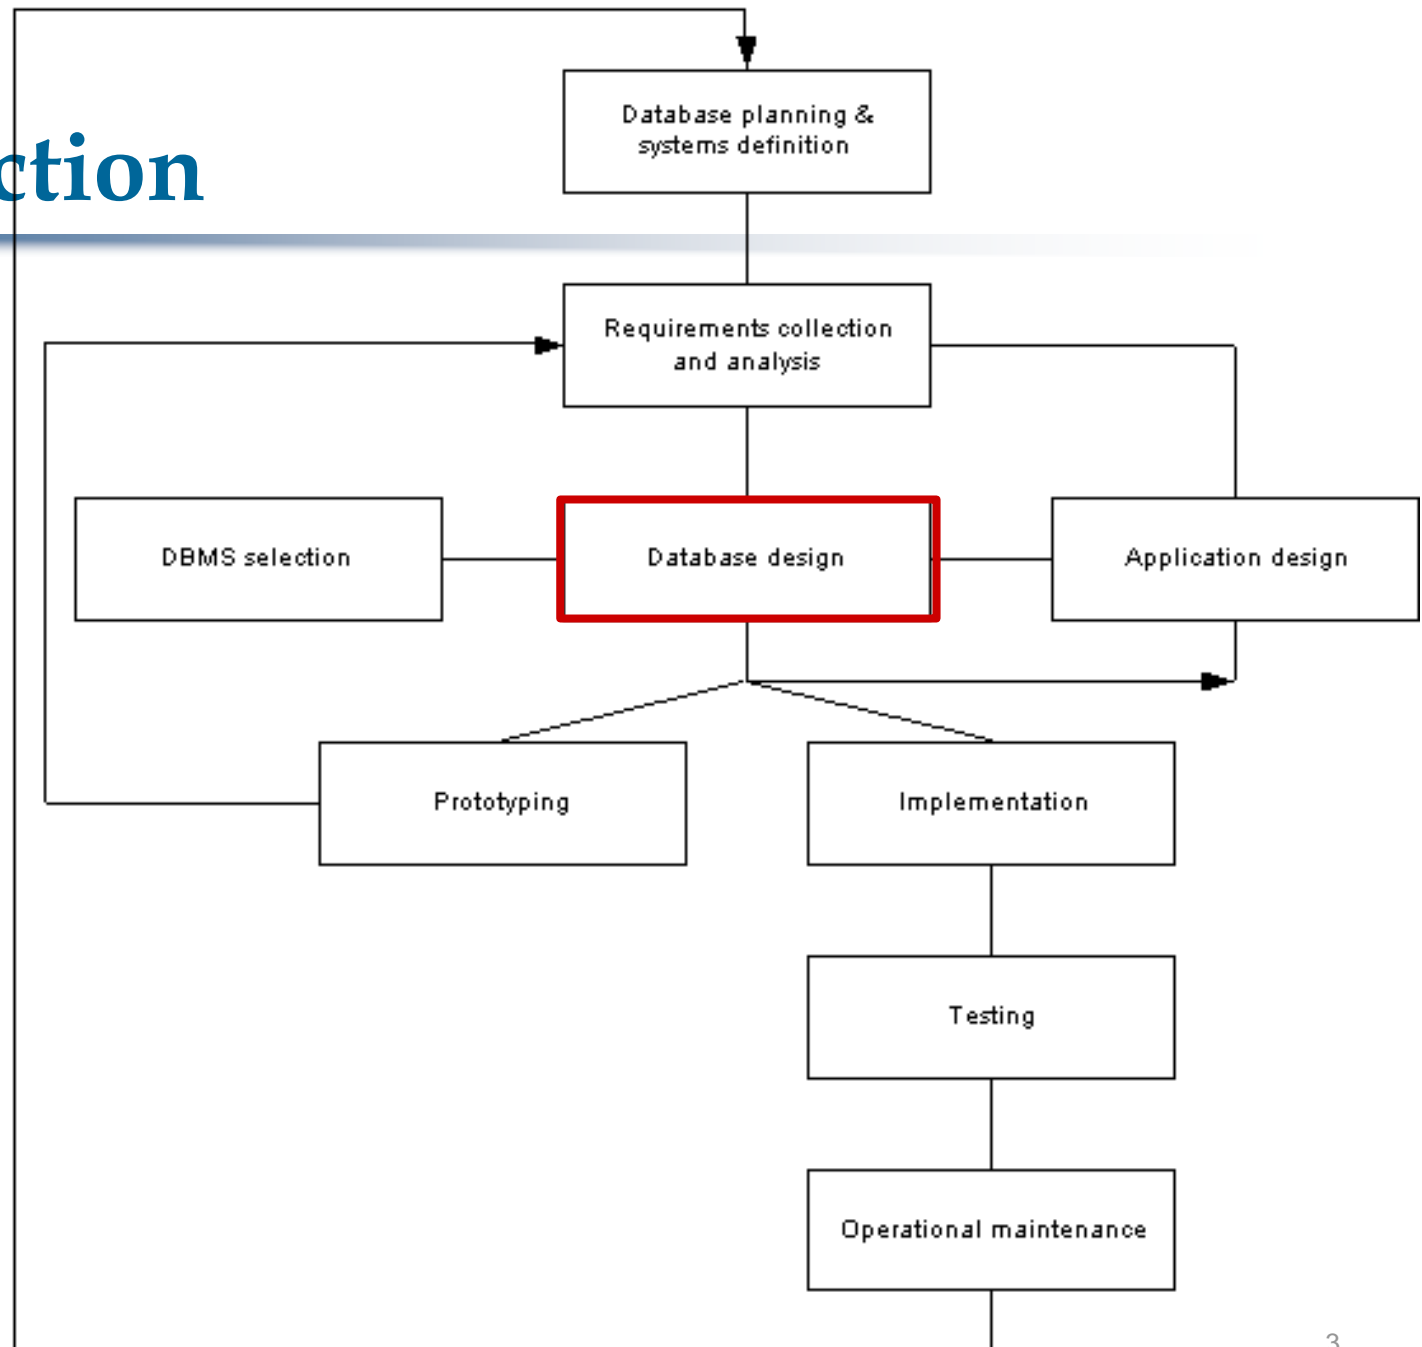 Database planning &
systems definition
ction
Requirements collection
and analysis
DBMS selection
Database design
Application design
Prototyping
Implementation
Testing
Operational maintenance
3